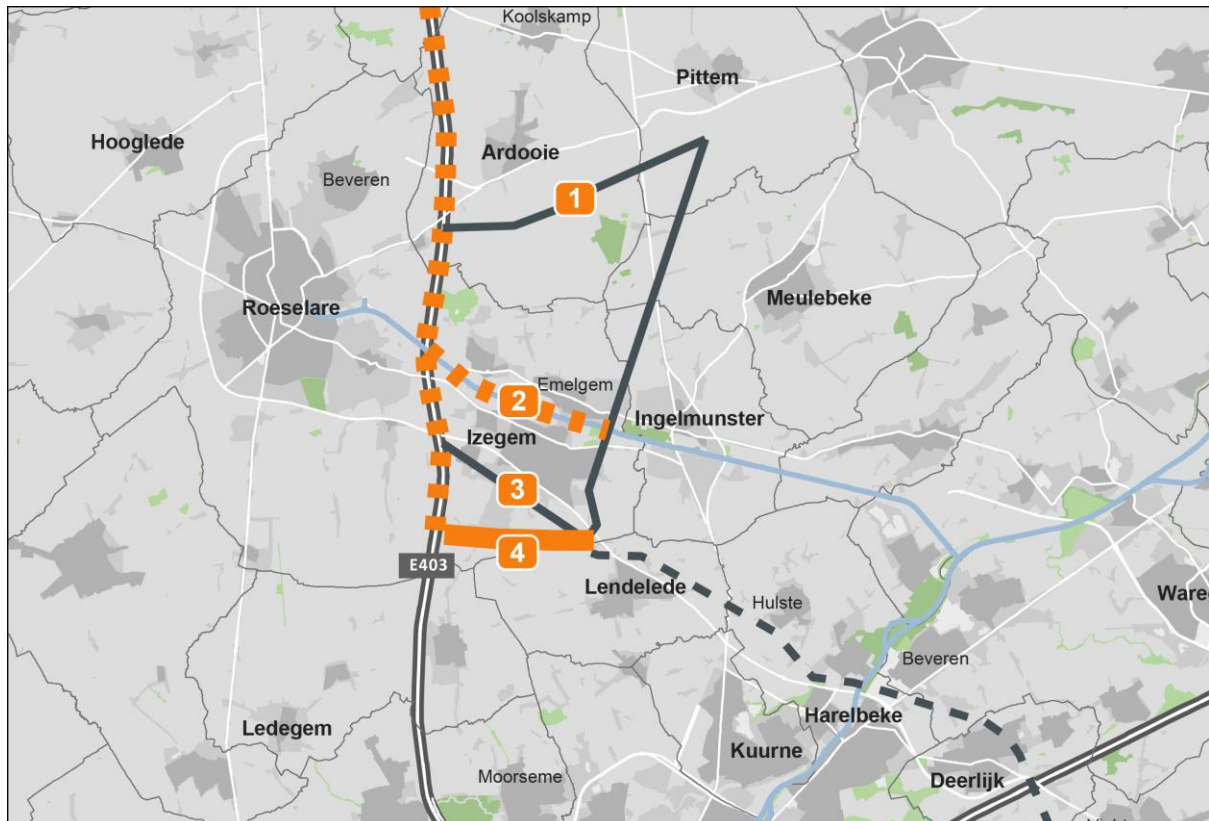 Koolskamp
Pittem
Hooglede
Ardooie
Beveren
1
Roeselare
Meulebeke
Emelgem
2
Ingelmunster
Izegem
3
4
E403
Lendelede
Hulste
Beveren
Harelbeke
Ledegem
Kuurne
Moorseme
Deerlijk